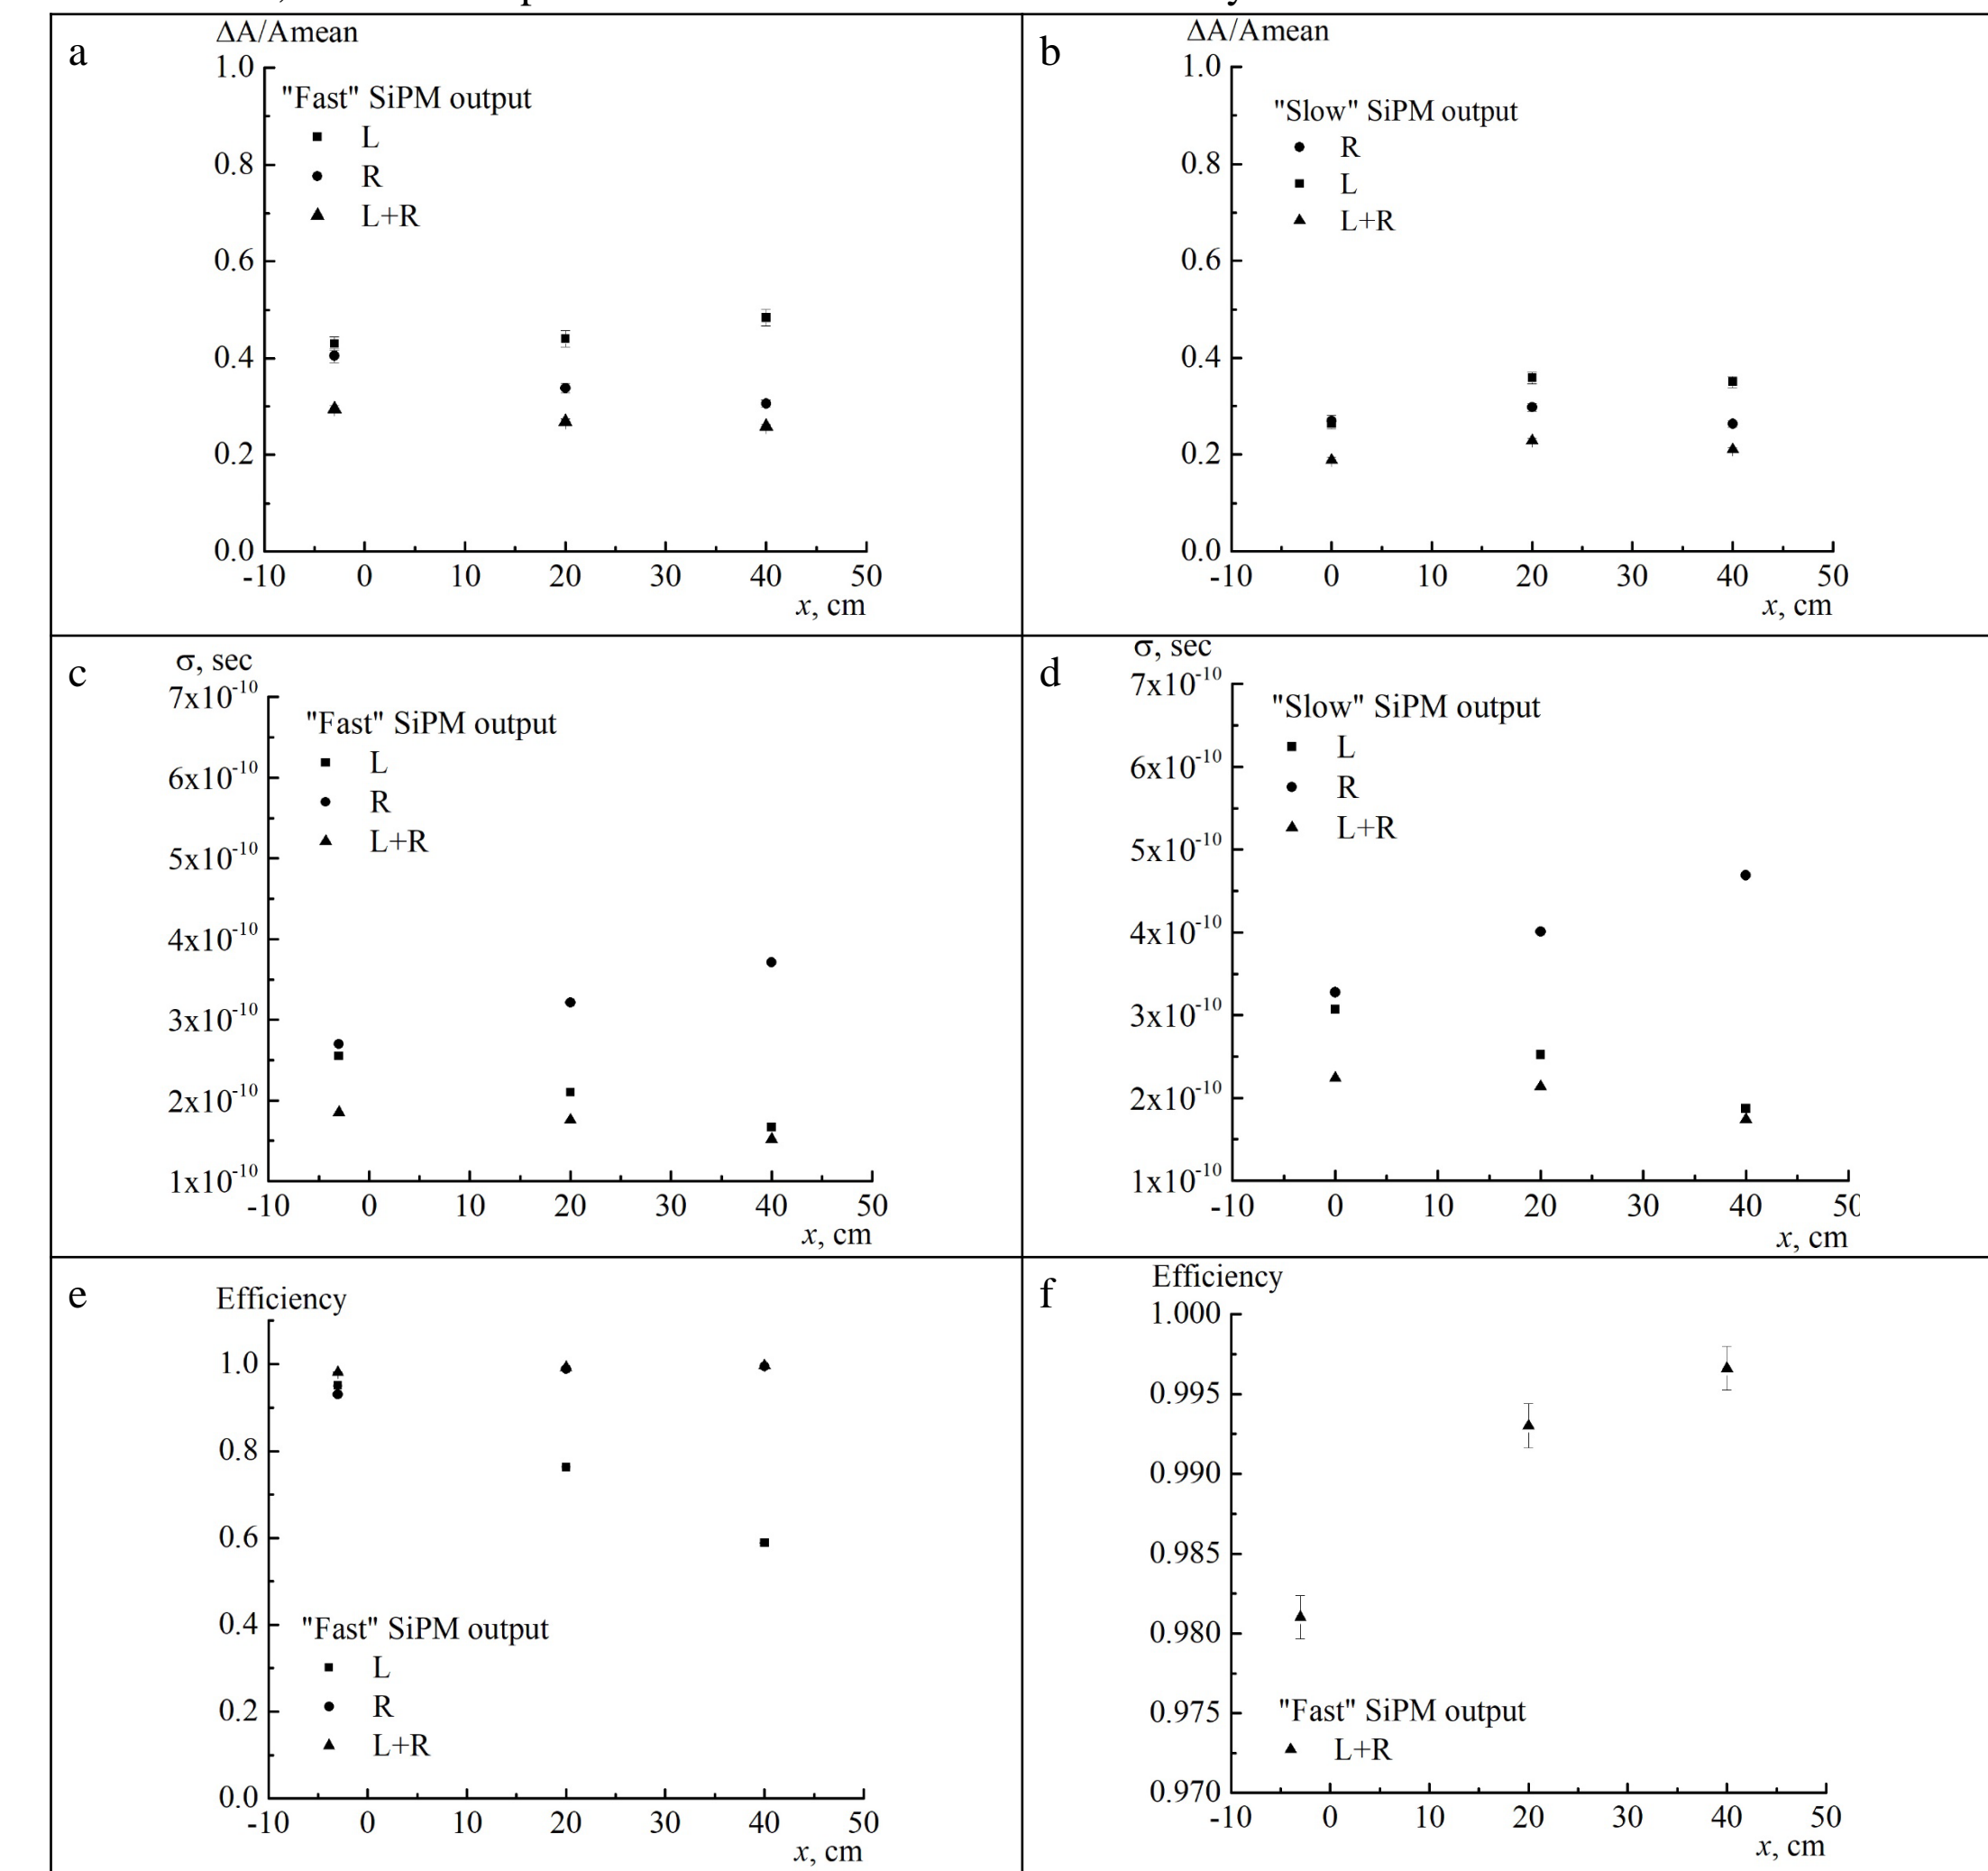 a
ΔA/Amean
1.0
"Fast" SiPM output
L
0.8
R
L+R
0.6
0.4
0.2
0.0
-10 0 10 20 30 40 50
x, cm
b
ΔA/Amean
1.0
"Slow" SiPM output
R
0.8
L
L+R
0.6
0.4
0.2
0.0
-10 0 10 20 30 40 50
x, cm
c
σ, sec
7x10⁻¹⁰
"Fast" SiPM output
L
6x10⁻¹⁰
R
L+R
5x10⁻¹⁰
4x10⁻¹⁰
3x10⁻¹⁰
2x10⁻¹⁰
1x10⁻¹⁰
-10 0 10 20 30 40 50
x, cm
d
σ, sec
7x10⁻¹⁰
"Slow" SiPM output
L
6x10⁻¹⁰
R
L+R
5x10⁻¹⁰
4x10⁻¹⁰
3x10⁻¹⁰
2x10⁻¹⁰
1x10⁻¹⁰
-10 0 10 20 30 40 50
x, cm
e
Efficiency
1.0
0.8
0.6
0.4
"Fast" SiPM output
L
0.2
R
L+R
0.0
-10 0 10 20 30 40 50
x, cm
f
Efficiency
1.000
0.995
0.990
0.985
0.980
0.975
"Fast" SiPM output
L+R
0.970
-10 0 10 20 30 40 50
x, cm